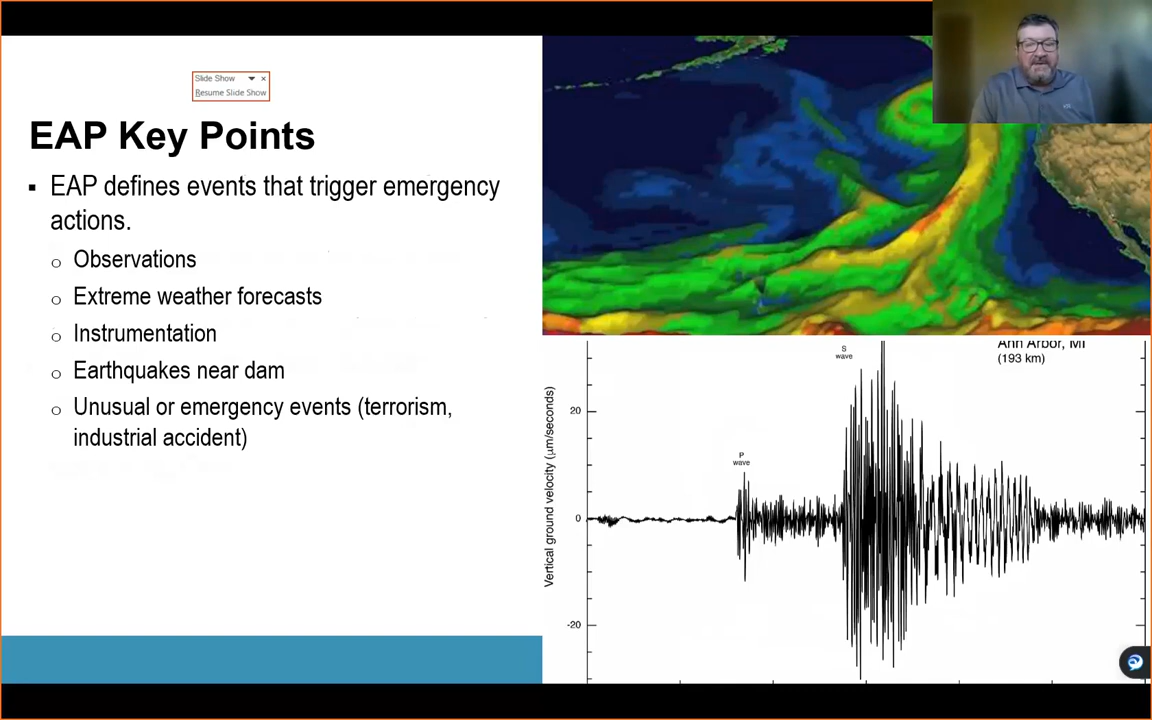 Slide Show
Resume Slide Show
EAP Key Points
▪ EAP defines events that trigger emergency
actions.
o Observations
o Extreme weather forecasts
o Instrumentation
o Earthquakes near dam
o Unusual or emergency events (terrorism,
industrial accident)
Ann Arbor, MI
(193 km)
S
wave
P
wave
Vertical ground velocity (μm/seconds)
20
0
-20